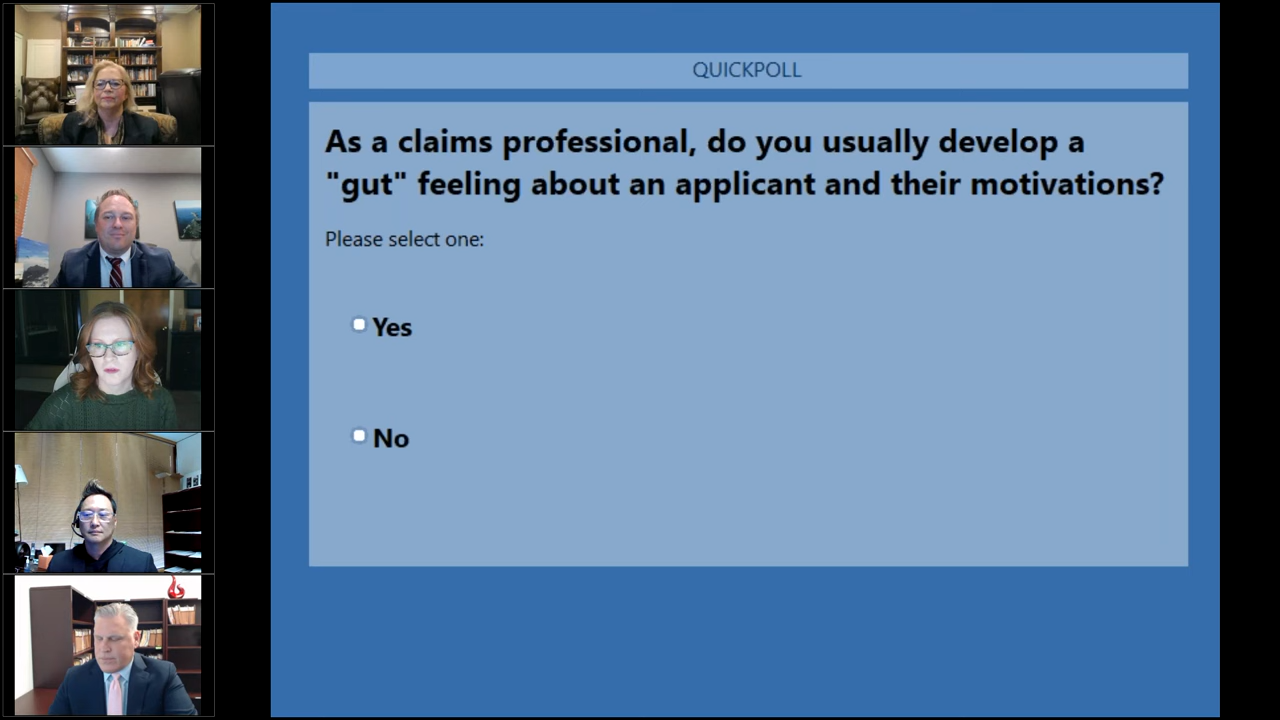 QUICKPOLL
As a claims professional, do you usually develop a
"gut" feeling about an applicant and their motivations?
Please select one:
Yes
No